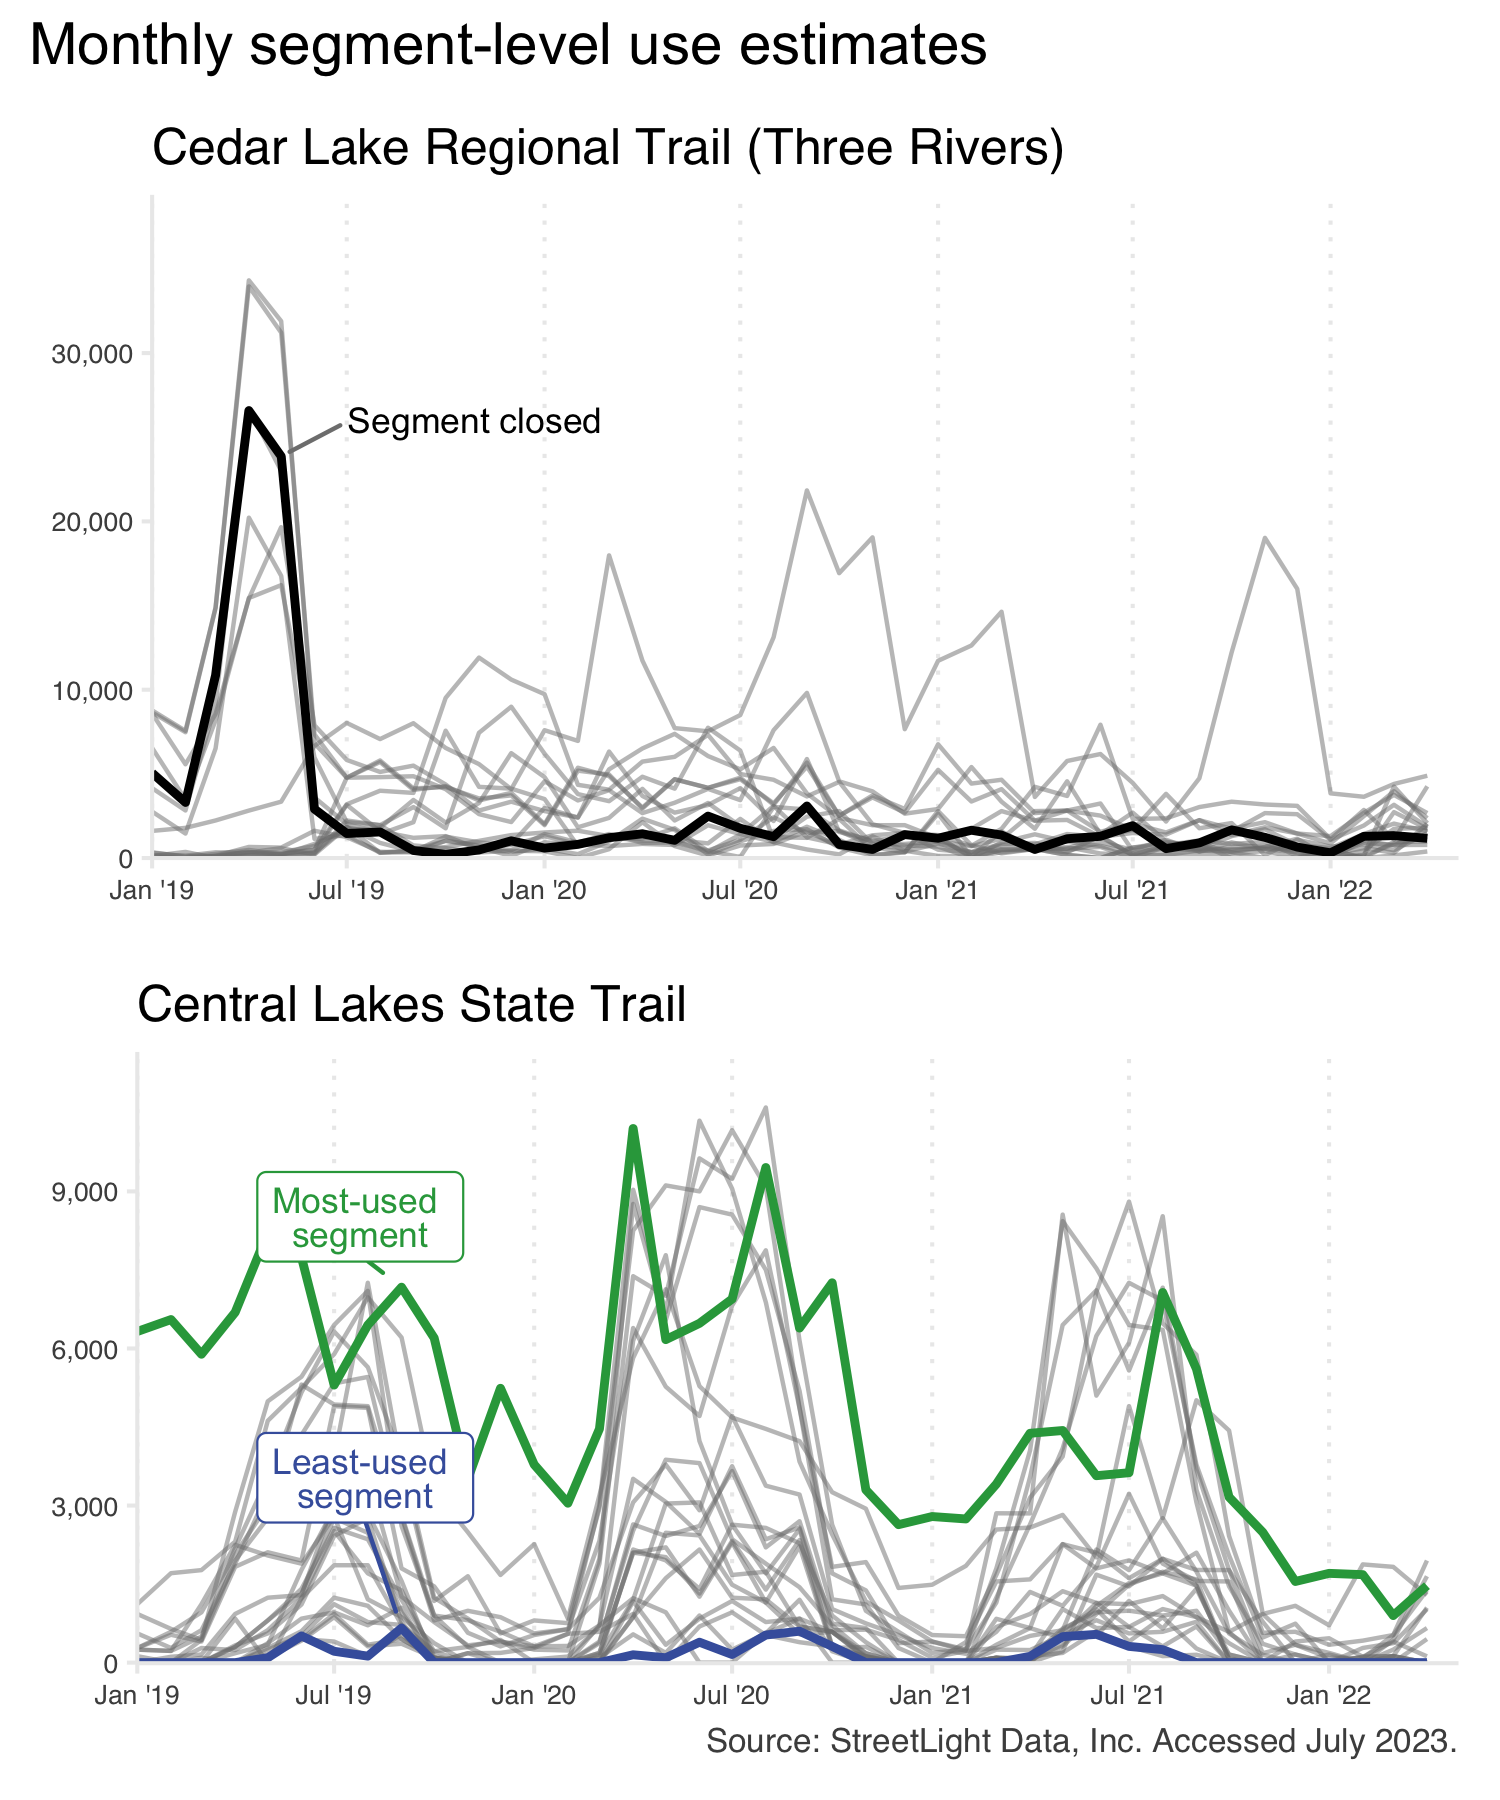 Monthly segment-level use estimates
Cedar Lake Regional Trail (Three Rivers)
30,000
20,000
10,000
0
Segment closed
Jan '19 Jul '19 Jan '20 Jul '20 Jan '21 Jul '21 Jan '22
Central Lakes State Trail
9,000
6,000
3,000
0
Most-used
segment
Least-used
segment
Jan '19 Jul '19 Jan '20 Jul '20 Jan '21 Jul '21 Jan '22
Source: StreetLight Data, Inc. Accessed July 2023.